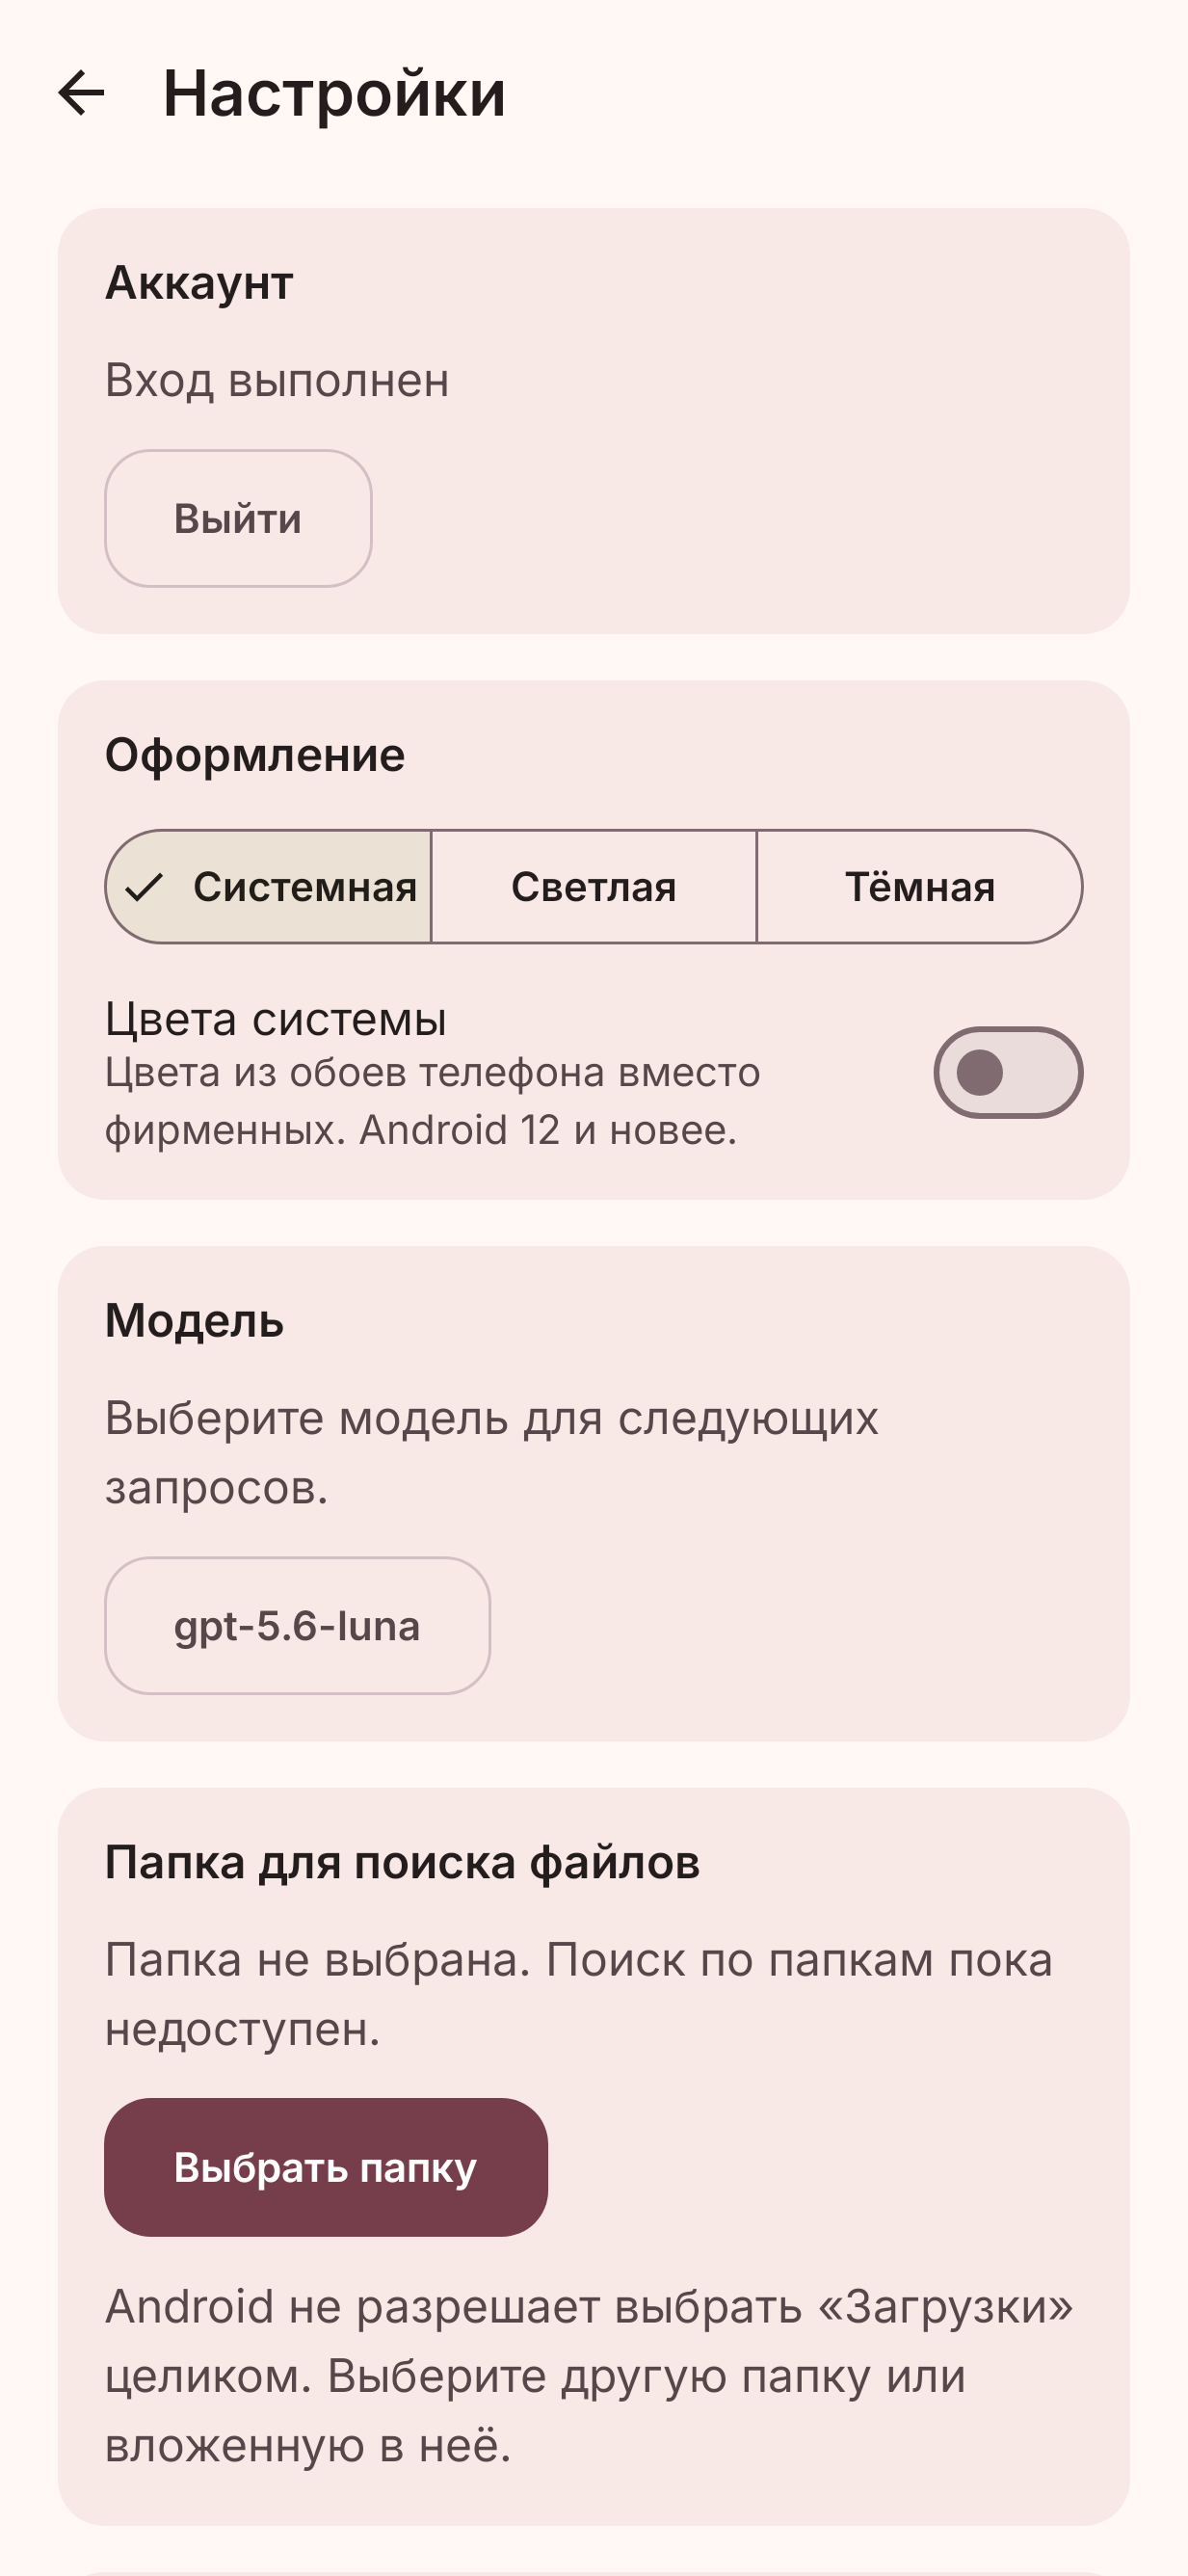 Настройки
Аккаунт
Вход выполнен
Выйти
Оформление
Системная
Светлая
Тёмная
Цвета системы
Цвета из обоев телефона вместо
фирменных. Android 12 и новее.
Модель
Выберите модель для следующих
запросов.
gpt-5.6-luna
Папка для поиска файлов
Папка не выбрана. Поиск по папкам пока
недоступен.
Выбрать папку
Android не разрешает выбрать «Загрузки»
целиком. Выберите другую папку или
вложенную в неё.